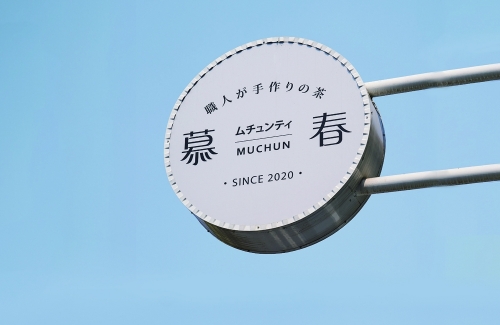 職人が手作りの茶
慕 ムチュンティ 春
MUCHUN
・SINCE 2020・